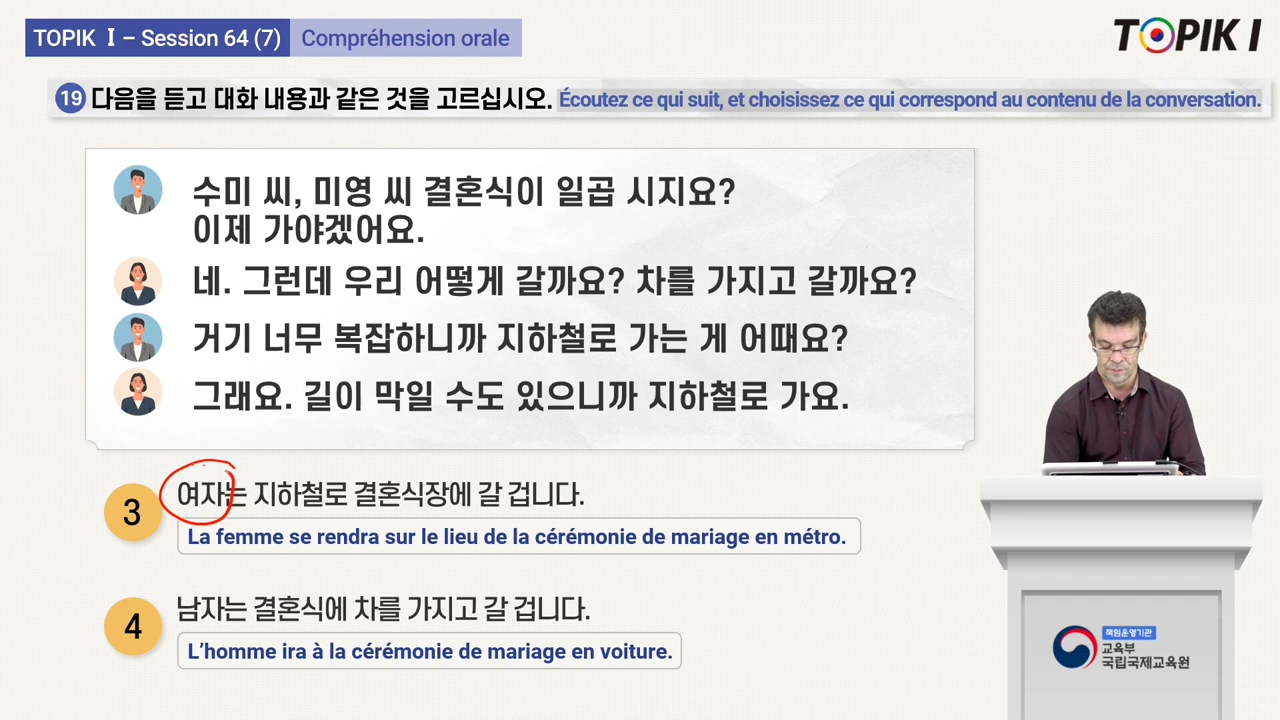 TOPIK Ⅰ – Session 64 (7) Compréhension orale
TOPIK I
19 다음을 듣고 대화 내용과 같은 것을 고르십시오. Écoutez ce qui suit, et choisissez ce qui correspond au contenu de la conversation.
수미 씨, 미영 씨 결혼식이 일곱 시지요?
이제 가야겠어요.
네. 그런데 우리 어떻게 갈까요? 차를 가지고 갈까요?
거기 너무 복잡하니까 지하철로 가는 게 어때요?
그래요. 길이 막일 수도 있으니까 지하철로 가요.
3 여자는 지하철로 결혼식장에 갈 겁니다.
La femme se rendra sur le lieu de la cérémonie de mariage en métro.
4 남자는 결혼식에 차를 가지고 갈 겁니다.
L’homme ira à la cérémonie de mariage en voiture.
책임운영기관
교육부
국립국제교육원